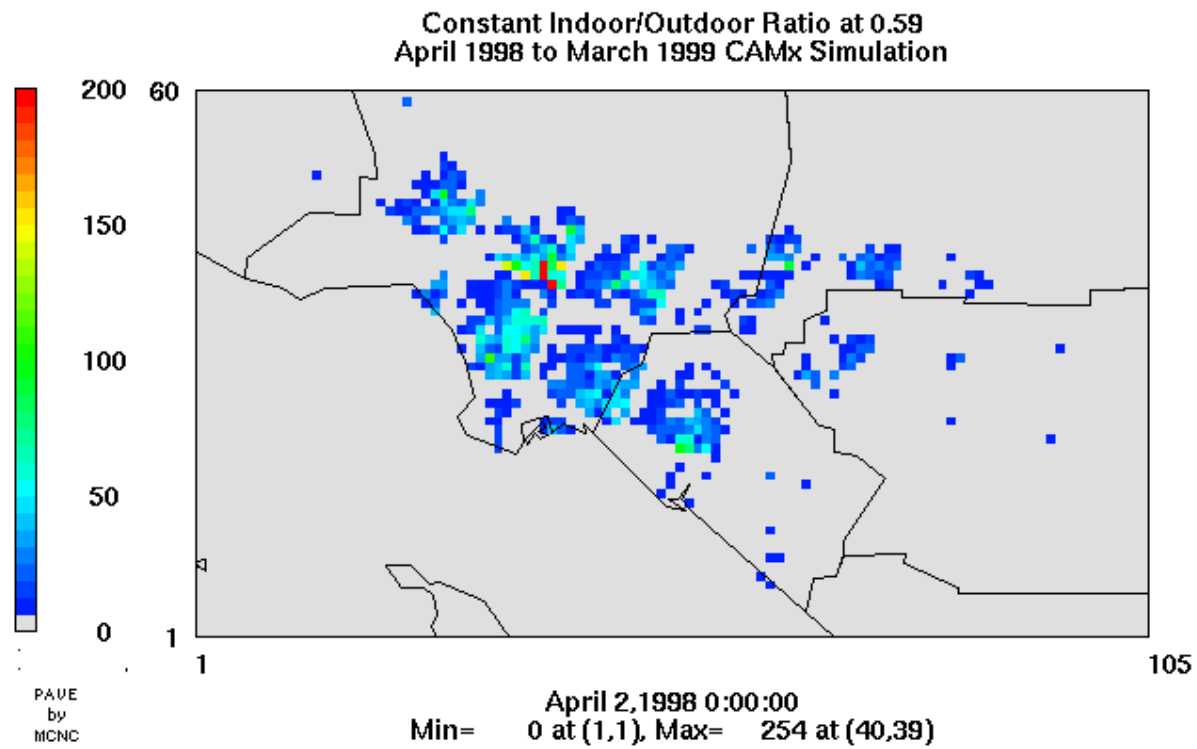 Constant Indoor/Outdoor Ratio at 0.59
April 1998 to March 1999 CAMx Simulation
200
150
100
50
0
60
1
1
105
PAVE
by
MCNC
April 2,1998 0:00:00
Min= 0 at (1,1), Max= 254 at (40,39)